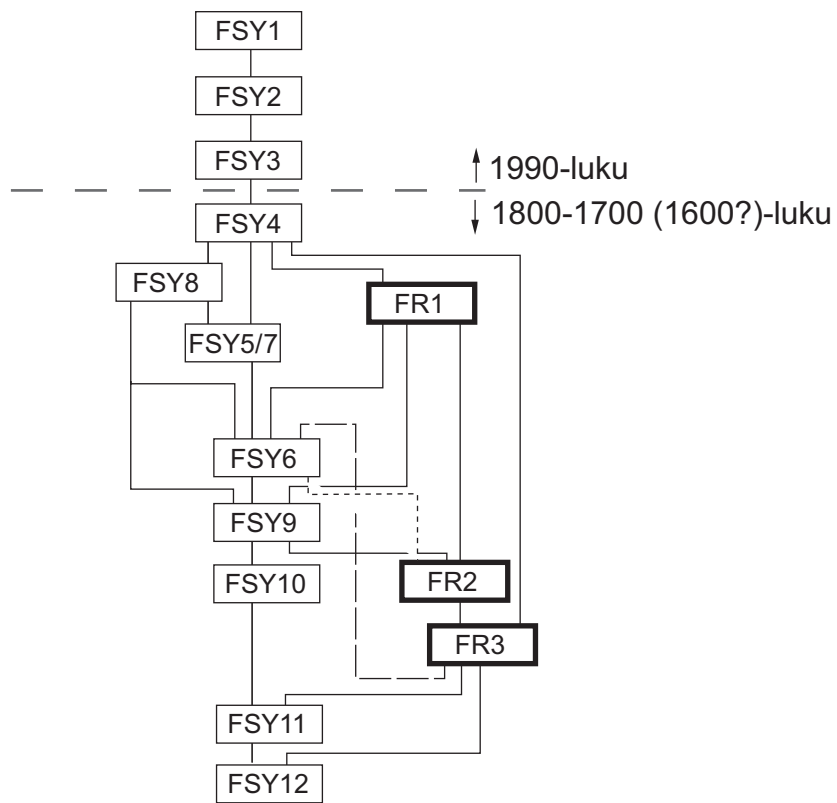 FSY1
FSY2
FSY3
1990-luku
1800-1700 (1600?)-luku
FSY4
FSY8
FR1
FSY5/7
FSY6
FSY9
FSY10
FR2
FR3
FSY11
FSY12